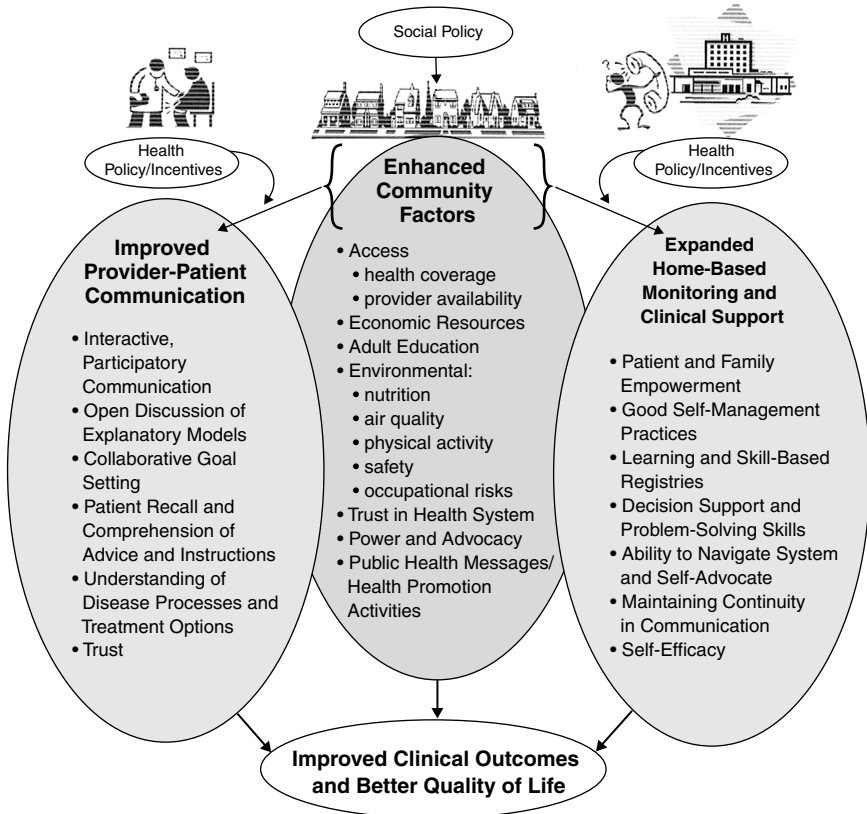 Social Policy
Health
Policy/Incentives
Health
Policy/Incentives
Enhanced
Community
Factors
• Access
• health coverage
• provider availability
• Economic Resources
• Adult Education
• Environmental:
• nutrition
• air quality
• physical activity
• safety
• occupational risks
• Trust in Health System
• Power and Advocacy
• Public Health Messages/
Health Promotion
Activities
Improved
Provider-Patient
Communication
• Interactive,
Participatory
Communication
• Open Discussion of
Explanatory Models
• Collaborative Goal
Setting
• Patient Recall and
Comprehension of
Advice and Instructions
• Understanding of
Disease Processes and
Treatment Options
• Trust
Expanded
Home-Based
Monitoring and
Clinical Support
• Patient and Family
Empowerment
• Good Self-Management
Practices
• Learning and Skill-Based
Registries
• Decision Support and
Problem-Solving Skills
• Ability to Navigate System
and Self-Advocate
• Maintaining Continuity
in Communication
• Self-Efficacy
Improved Clinical Outcomes
and Better Quality of Life